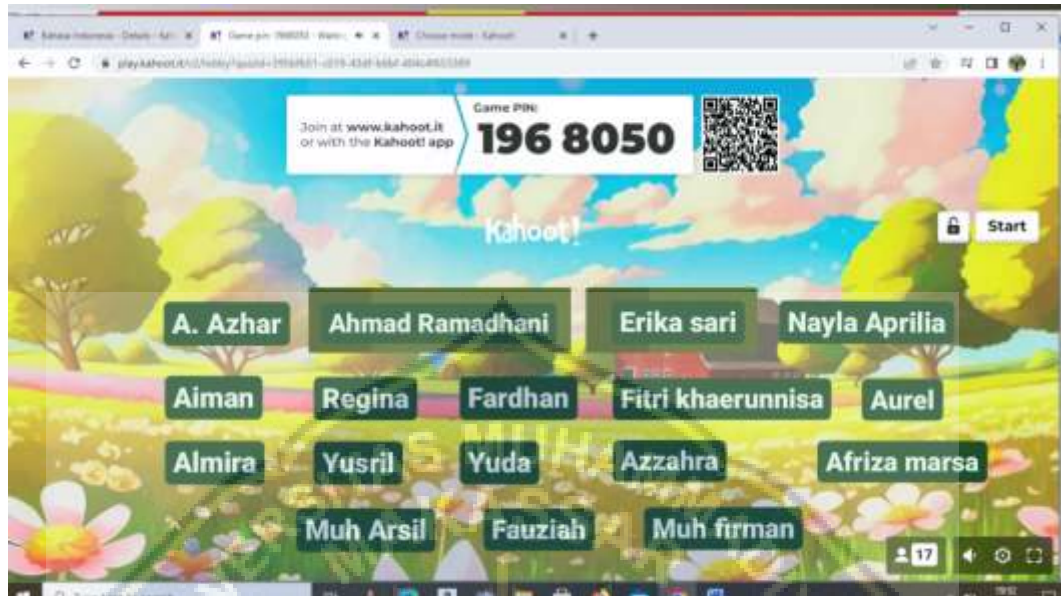 Game PIN:
Join at www.kahoot.it
or with the Kahoot! app
196 8050
Kahoot!
Start
A. Azhar Ahmad Ramadhani Erika sari Nayla Aprilia
Aiman Regina Fardhan Fitri khaerunnisa Aurel
Almira Yusril Yuda Azzahra Afriza marsa
Muh Arsil Fauziah Muh firman
17